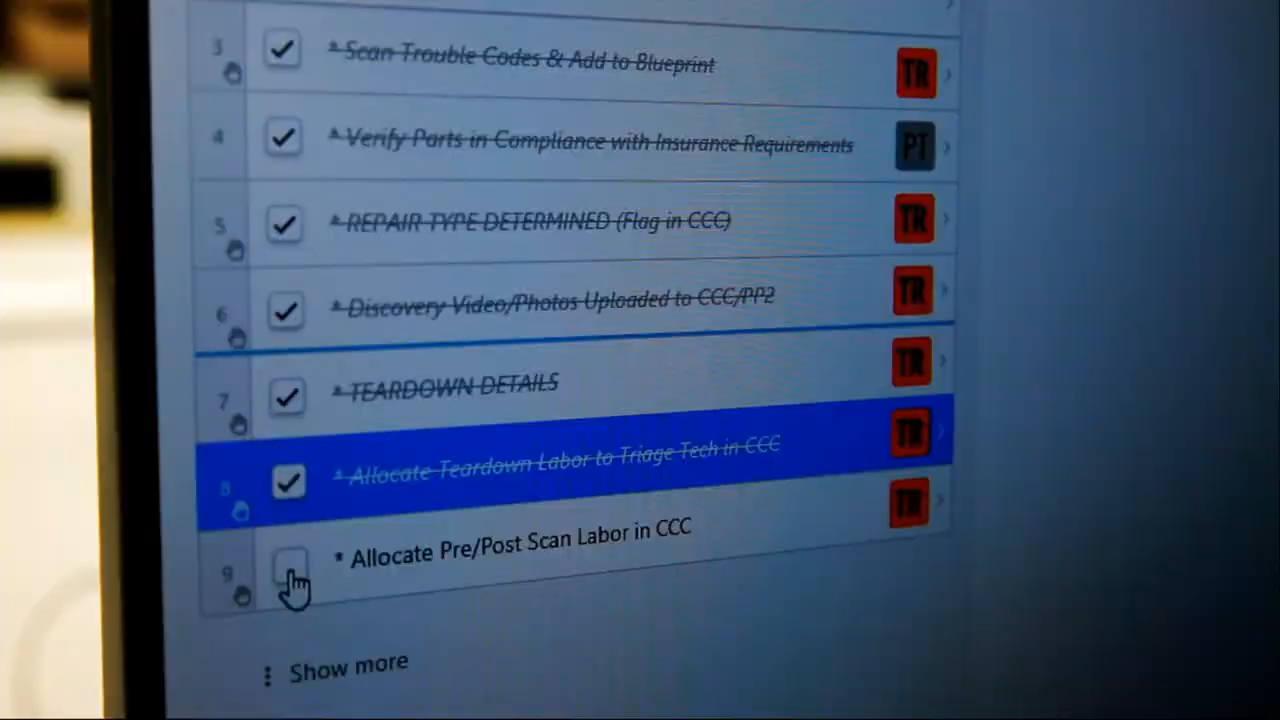 3 * Scan Trouble Codes & Add to Blueprint TR
4 * Verify Parts in Compliance with Insurance Requirements PT
5 * REPAIR TYPE DETERMINED (Flag in CCC) TR
6 * Discovery Video/Photos Uploaded to CCC/PP2 TR
7 * TEARDOWN DETAILS TR
8 * Allocate Teardown Labor to Triage Tech in CCC TR
9 * Allocate Pre/Post Scan Labor in CCC TR
Show more